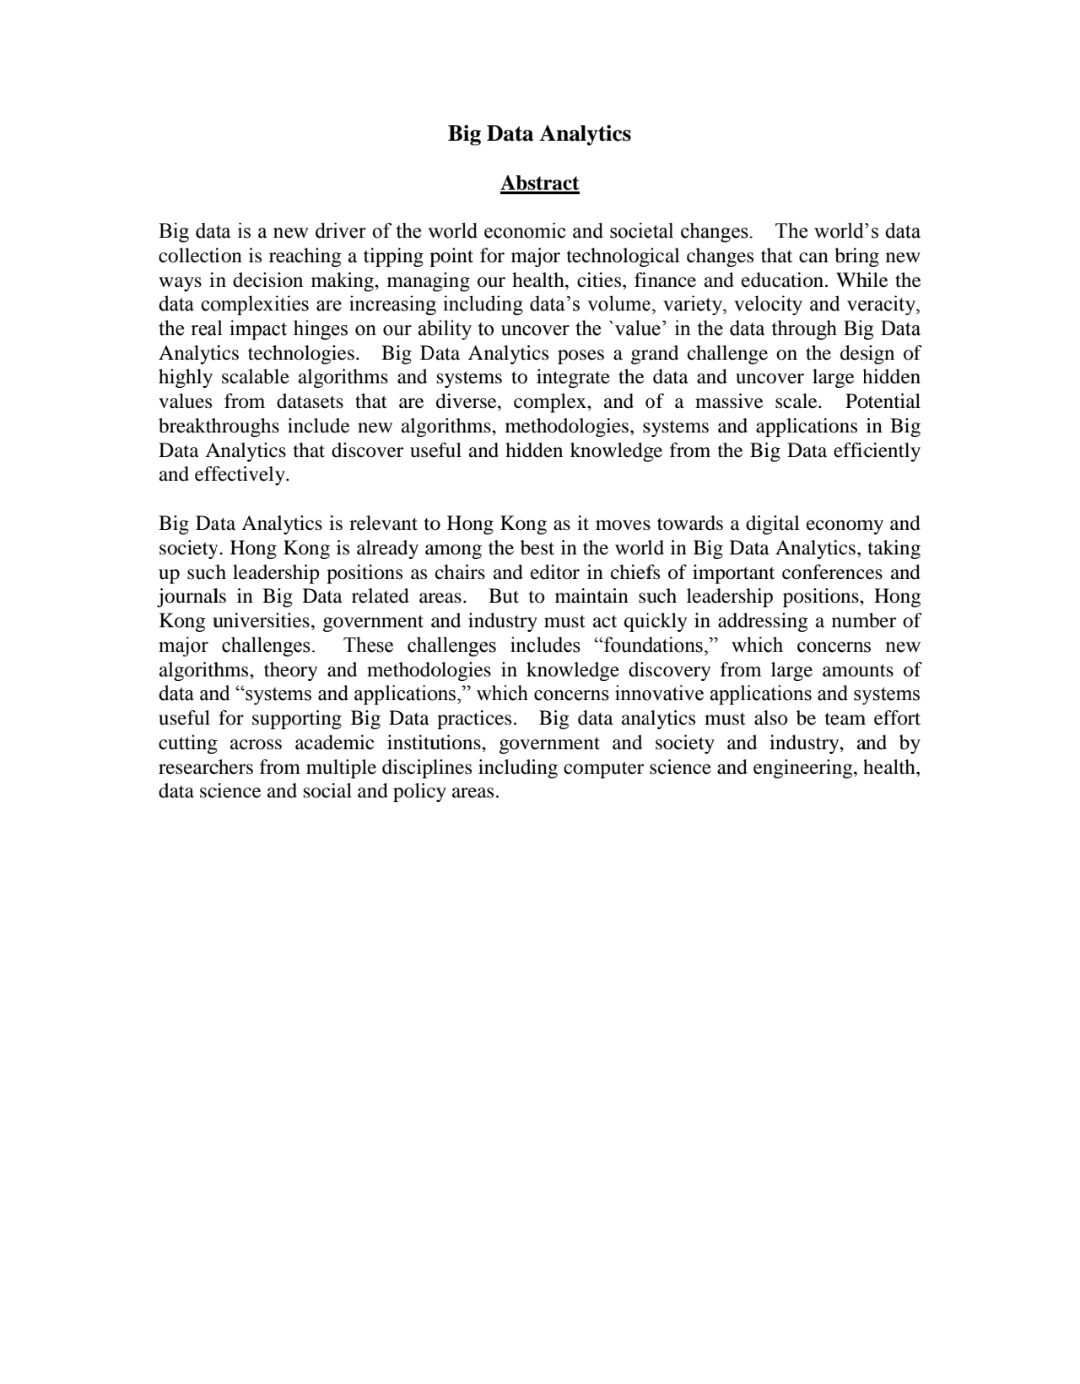 Big Data Analytics
Abstract
Big data is a new driver of the world economic and societal changes. The world’s data
collection is reaching a tipping point for major technological changes that can bring new
ways in decision making, managing our health, cities, finance and education. While the
data complexities are increasing including data’s volume, variety, velocity and veracity,
the real impact hinges on our ability to uncover the `value’ in the data through Big Data
Analytics technologies. Big Data Analytics poses a grand challenge on the design of
highly scalable algorithms and systems to integrate the data and uncover large hidden
values from datasets that are diverse, complex, and of a massive scale. Potential
breakthroughs include new algorithms, methodologies, systems and applications in Big
Data Analytics that discover useful and hidden knowledge from the Big Data efficiently
and effectively.
Big Data Analytics is relevant to Hong Kong as it moves towards a digital economy and
society. Hong Kong is already among the best in the world in Big Data Analytics, taking
up such leadership positions as chairs and editor in chiefs of important conferences and
journals in Big Data related areas. But to maintain such leadership positions, Hong
Kong universities, government and industry must act quickly in addressing a number of
major challenges. These challenges includes “foundations,” which concerns new
algorithms, theory and methodologies in knowledge discovery from large amounts of
data and “systems and applications,” which concerns innovative applications and systems
useful for supporting Big Data practices. Big data analytics must also be team effort
cutting across academic institutions, government and society and industry, and by
researchers from multiple disciplines including computer science and engineering, health,
data science and social and policy areas.